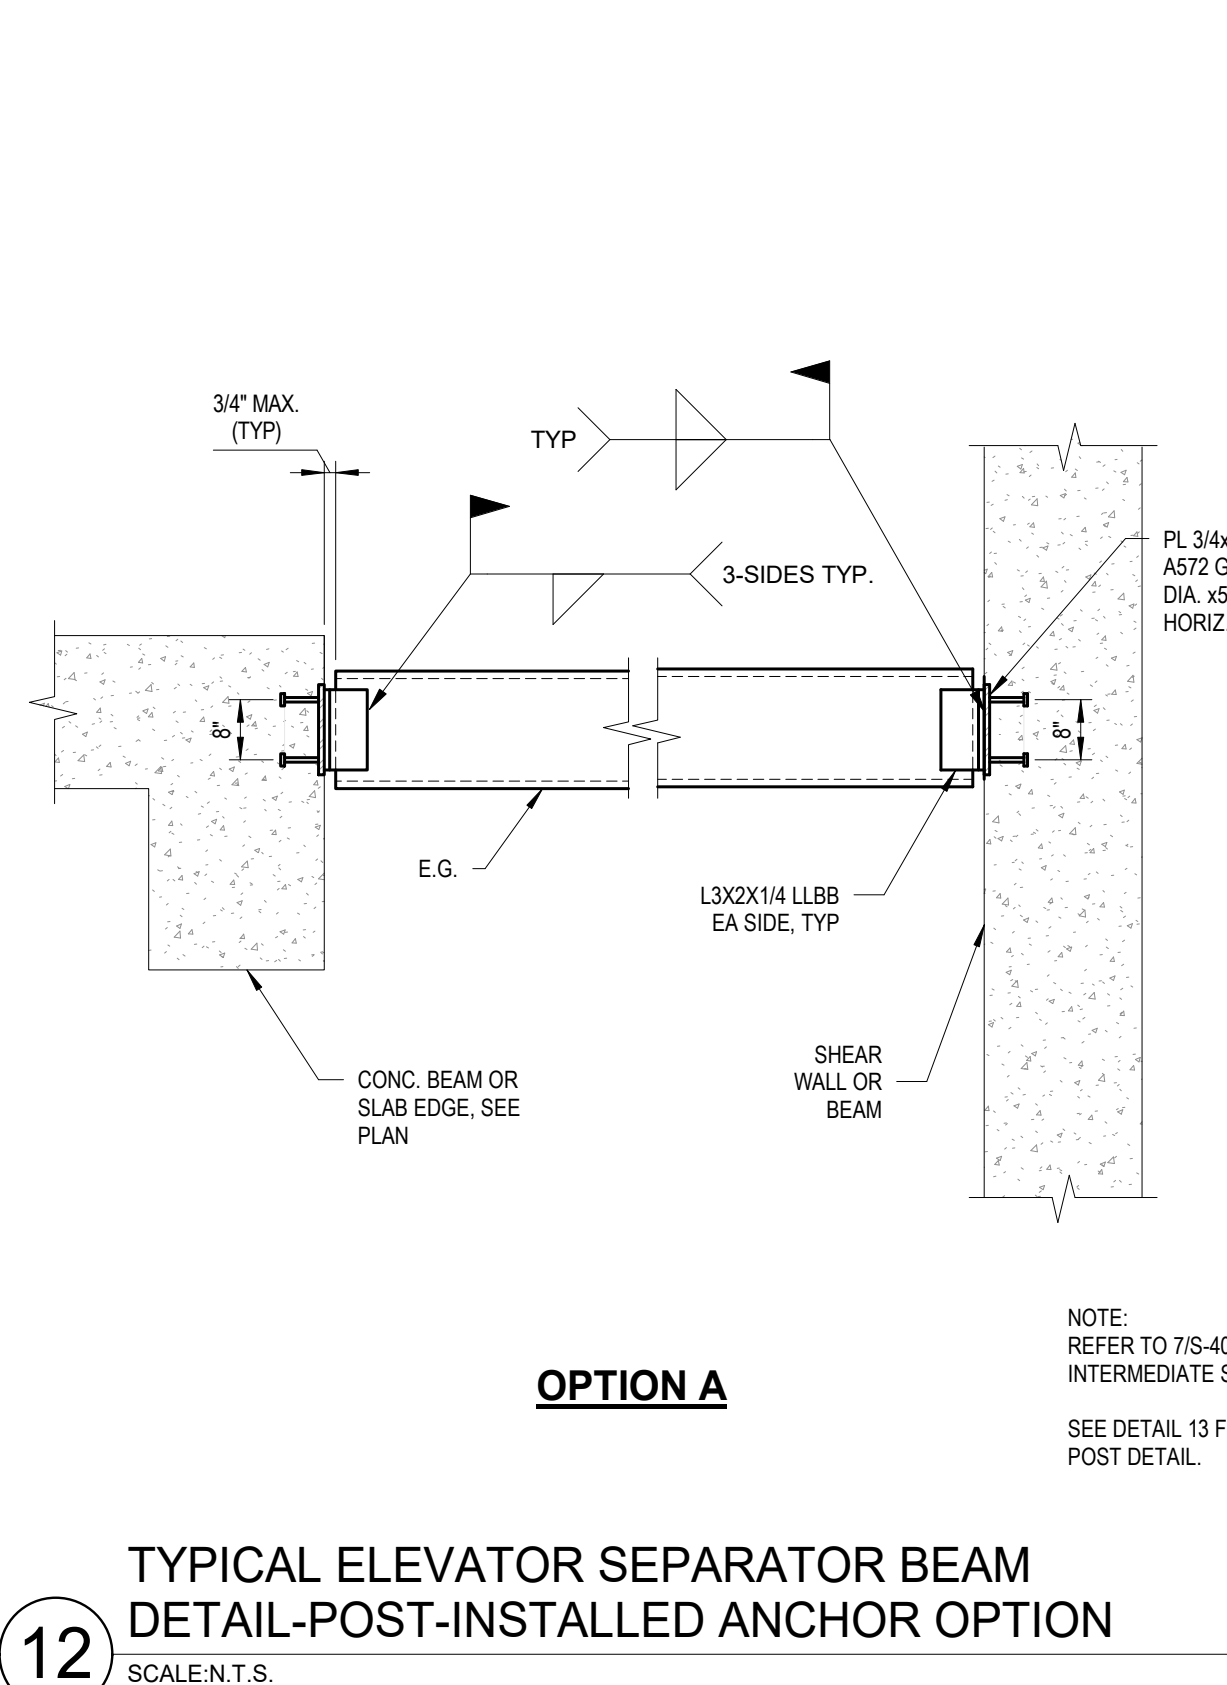 3/4" MAX.
(TYP)
TYP
3-SIDES TYP.
PL 3/4x
A572 G
DIA. x5
HORIZ.
8"
8"
E.G.
L3X2X1/4 LLBB
EA SIDE, TYP
SHEAR
WALL OR
BEAM
CONC. BEAM OR
SLAB EDGE, SEE
PLAN
NOTE:
REFER TO 7/S-40
INTERMEDIATE S
SEE DETAIL 13 F
POST DETAIL.
OPTION A
TYPICAL ELEVATOR SEPARATOR BEAM
DETAIL-POST-INSTALLED ANCHOR OPTION
12
SCALE:N.T.S.